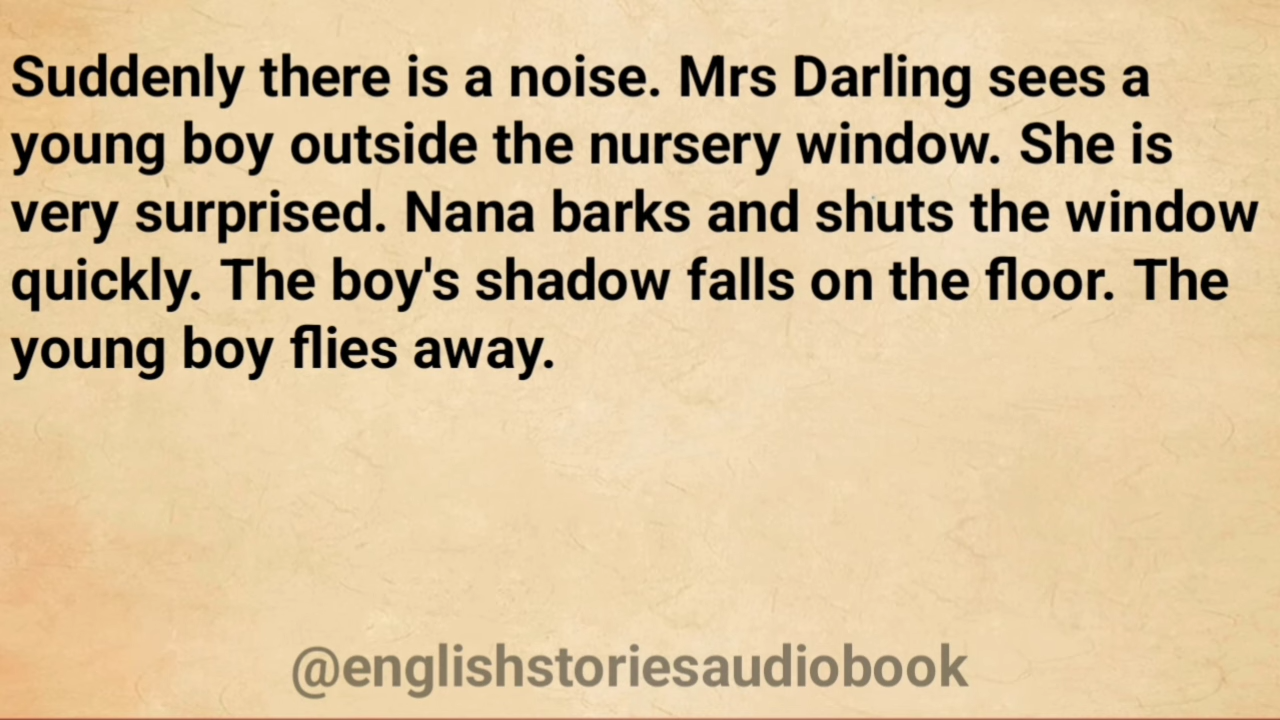 Suddenly there is a noise. Mrs Darling sees a
young boy outside the nursery window. She is
very surprised. Nana barks and shuts the window
quickly. The boy's shadow falls on the floor. The
young boy flies away.
@englishstoriesaudiobook